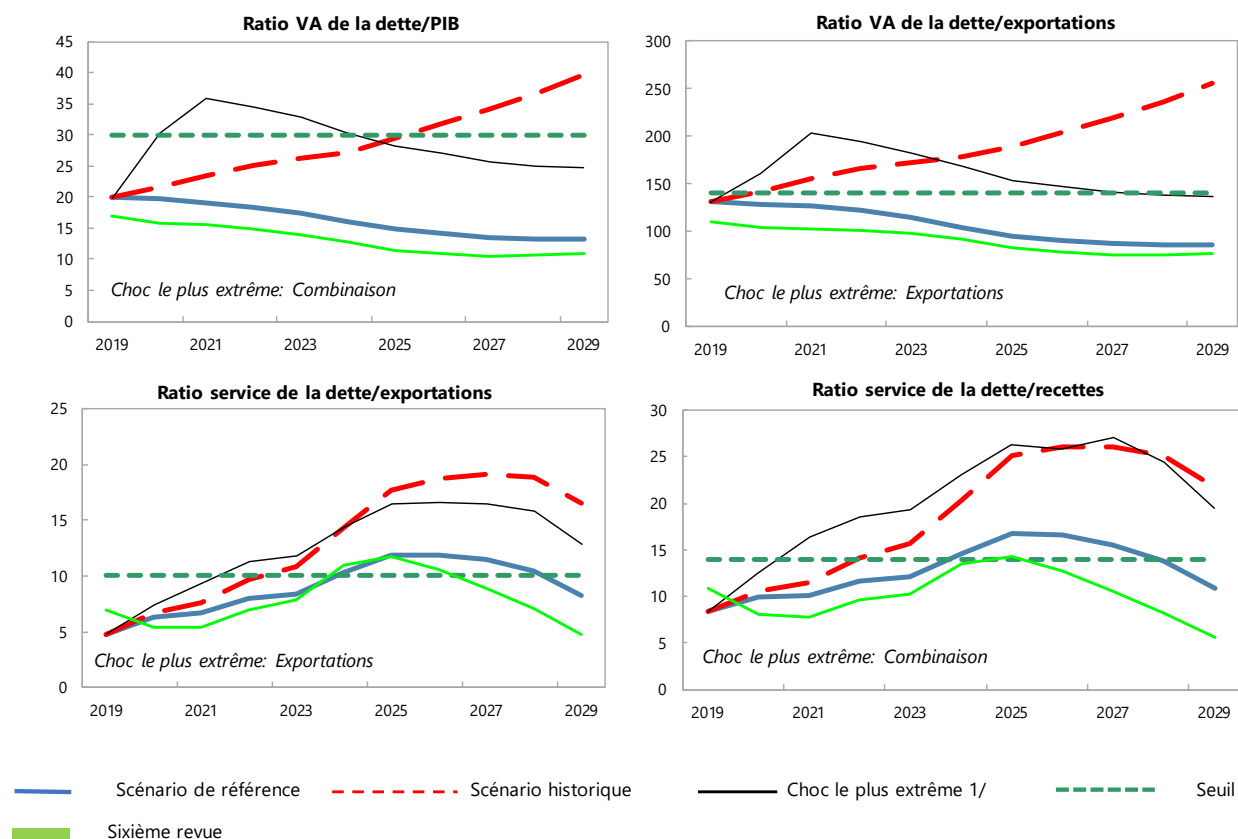 Ratio VA de la dette/PIB
45
40
35
30
25
20
15
10
5
0
Choc le plus extrême: Combinaison
2019 2021 2023 2025 2027 2029
Ratio VA de la dette/exportations
300
250
200
150
100
50
0
Choc le plus extrême: Exportations
2019 2021 2023 2025 2027 2029
Ratio service de la dette/exportations
25
20
15
10
5
0
Choc le plus extrême: Exportations
2019 2021 2023 2025 2027 2029
Ratio service de la dette/recettes
30
25
20
15
10
5
0
Choc le plus extrême: Combinaison
2019 2021 2023 2025 2027 2029
Scénario de référence
Scénario historique
Choc le plus extrême 1/
Seuil
Sixième revue